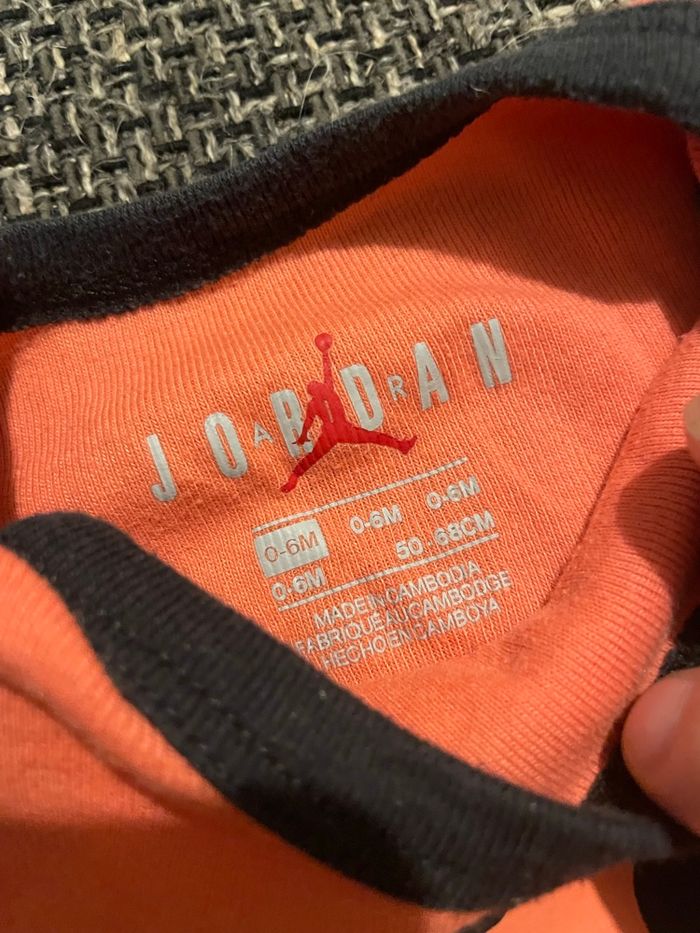 JORDAN
AIR
0-6M 0-6M 0-6M
0-6M 50-68CM
MADE IN CAMBODIA
FABRIQUE AU CAMBODGE
HECHO EN CAMBOYA